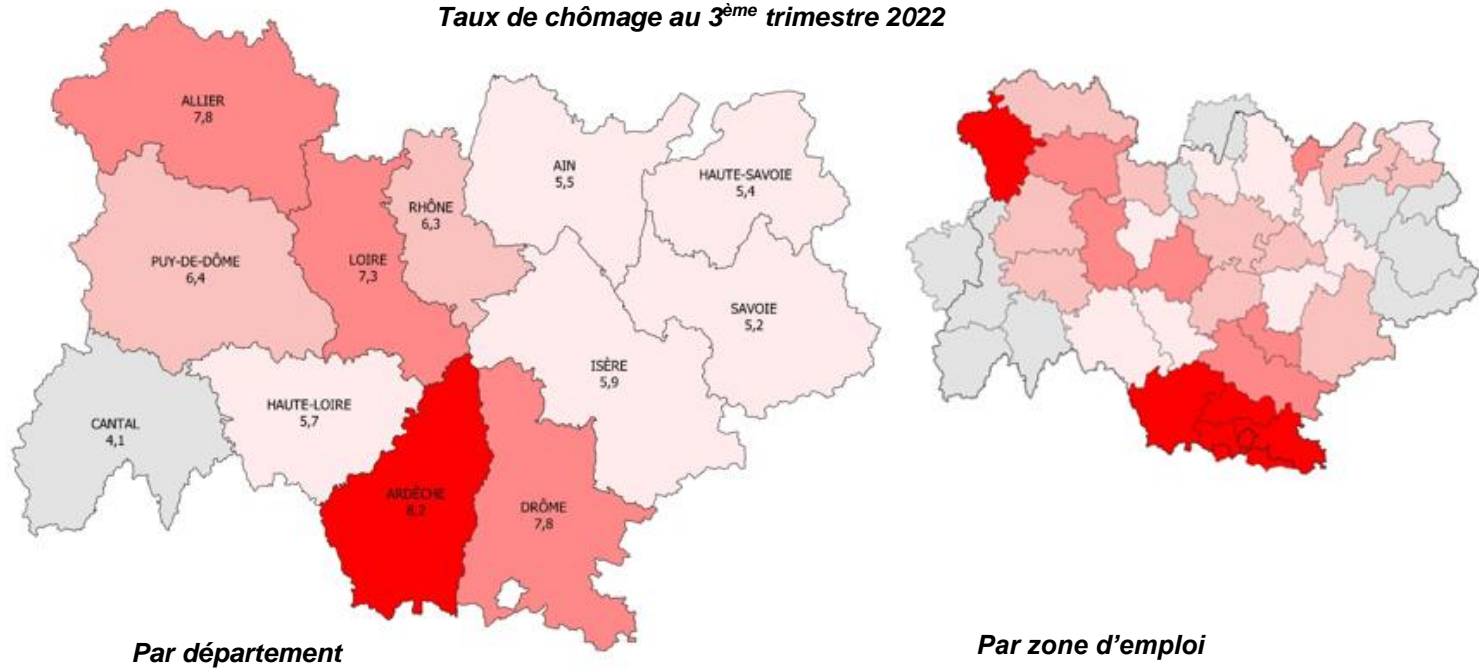 Taux de chômage au 3ème trimestre 2022
ALLIER
7,8
AIN
5,5
HAUTE-SAVOIE
5,4
RHÔNE
6,3
PUY-DE-DÔME
6,4
LOIRE
7,3
SAVOIE
5,2
ISÈRE
5,9
HAUTE-LOIRE
5,7
CANTAL
4,1
ARDÈCHE
8,2
DRÔME
7,8
Par département
Par zone d’emploi